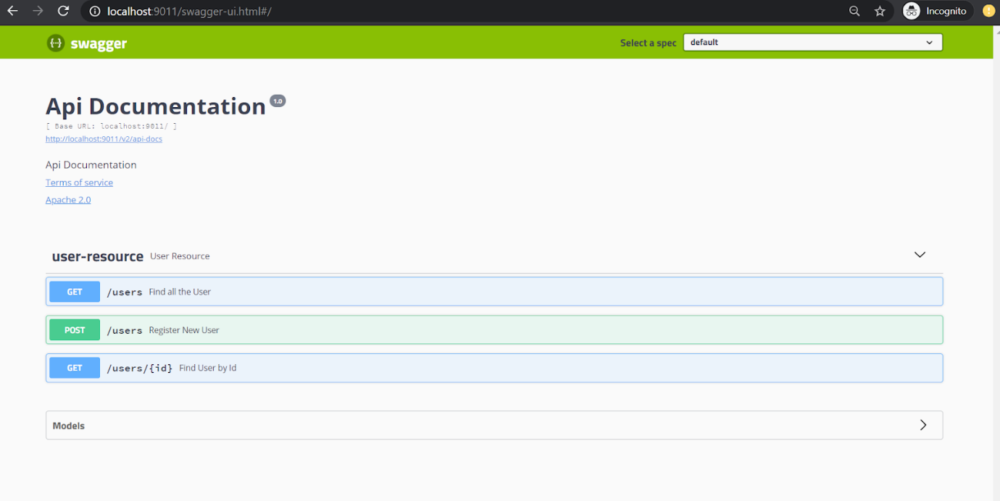 localhost:9011/swagger-ui.html#/
Incognito
{···} swagger
Select a spec
default
Api Documentation 1.0
[ Base URL: localhost:9011/ ]
http://localhost:9011/v2/api-docs
Api Documentation
Terms of service
Apache 2.0
user-resource User Resource
GET /users Find all the User
POST /users Register New User
GET /users/{id} Find User by Id
Models